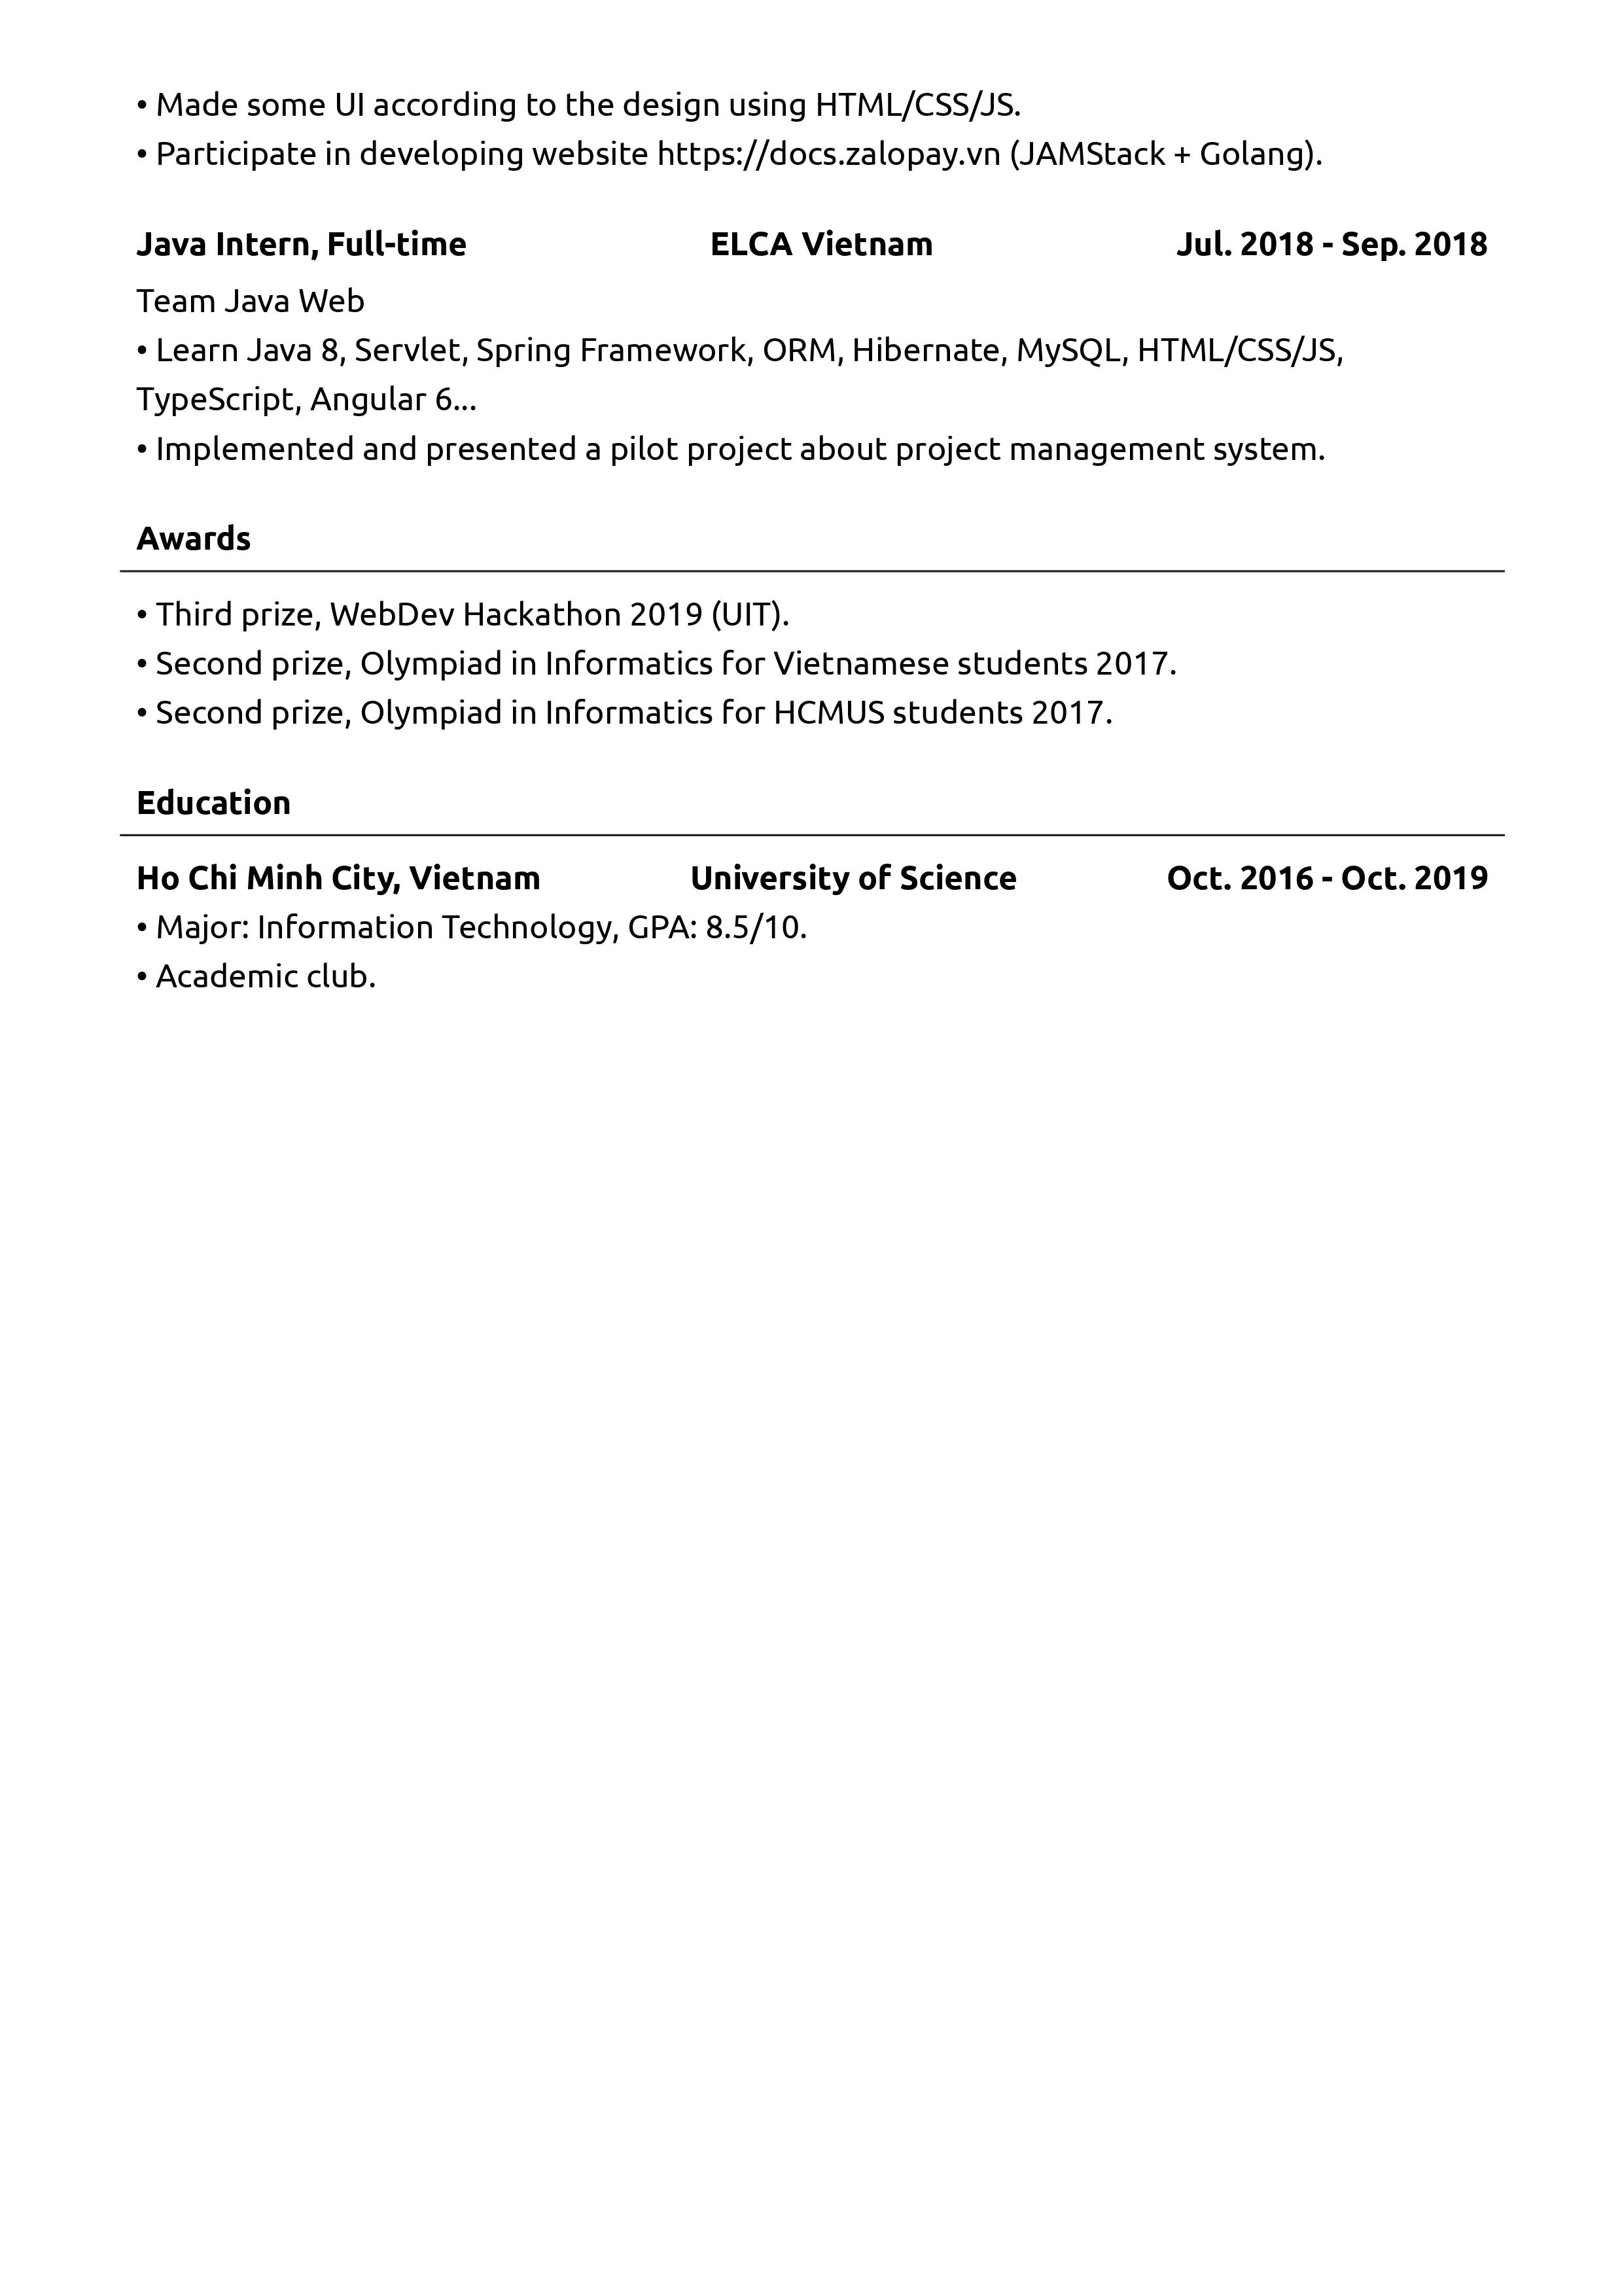 • Made some UI according to the design using HTML/CSS/JS.
• Participate in developing website https://docs.zalopay.vn (JAMStack + Golang).
Java Intern, Full-time ELCA Vietnam Jul. 2018 - Sep. 2018
Team Java Web
• Learn Java 8, Servlet, Spring Framework, ORM, Hibernate, MySQL, HTML/CSS/JS,
TypeScript, Angular 6...
• Implemented and presented a pilot project about project management system.
Awards
• Third prize, WebDev Hackathon 2019 (UIT).
• Second prize, Olympiad in Informatics for Vietnamese students 2017.
• Second prize, Olympiad in Informatics for HCMUS students 2017.
Education
Ho Chi Minh City, Vietnam University of Science Oct. 2016 - Oct. 2019
• Major: Information Technology, GPA: 8.5/10.
• Academic club.